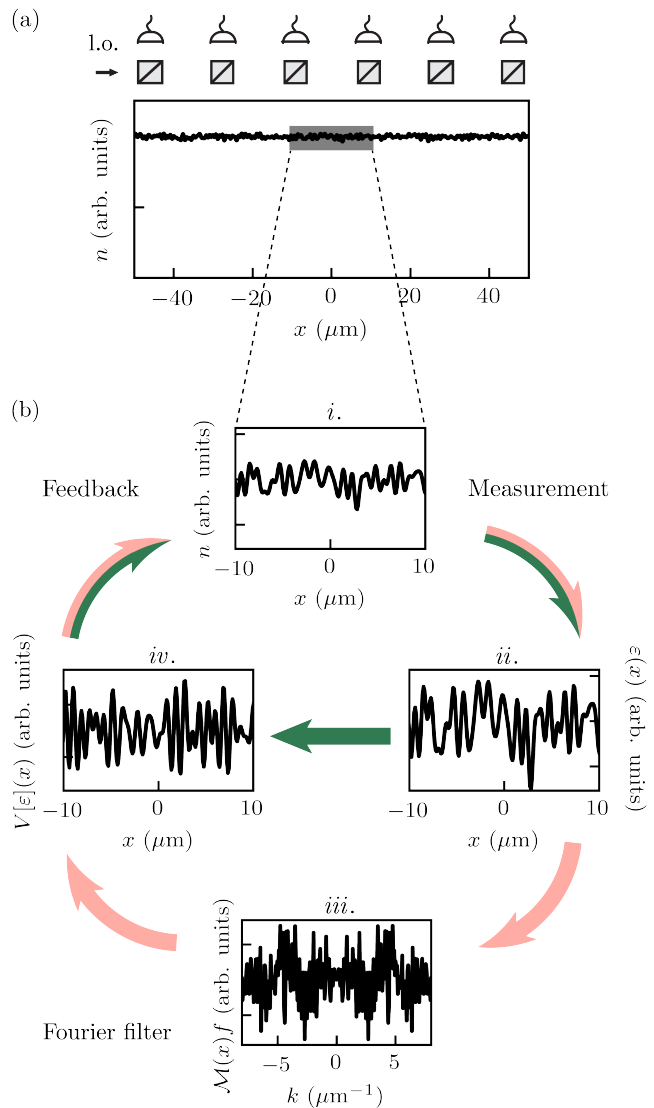 (a)
l.o.
n (arb. units)
−40 −20 0 20 40
x (μm)
(b)
i.
Feedback
Measurement
n (arb. units)
−10 0 10
x (μm)
iv.
ii.
V[ε](x) (arb. units)
ε(x) (arb. units)
−10 0 10
x (μm)
−10 0 10
x (μm)
iii.
ℳ(x)f (arb. units)
Fourier filter
−5 0 5
k (μm⁻¹)